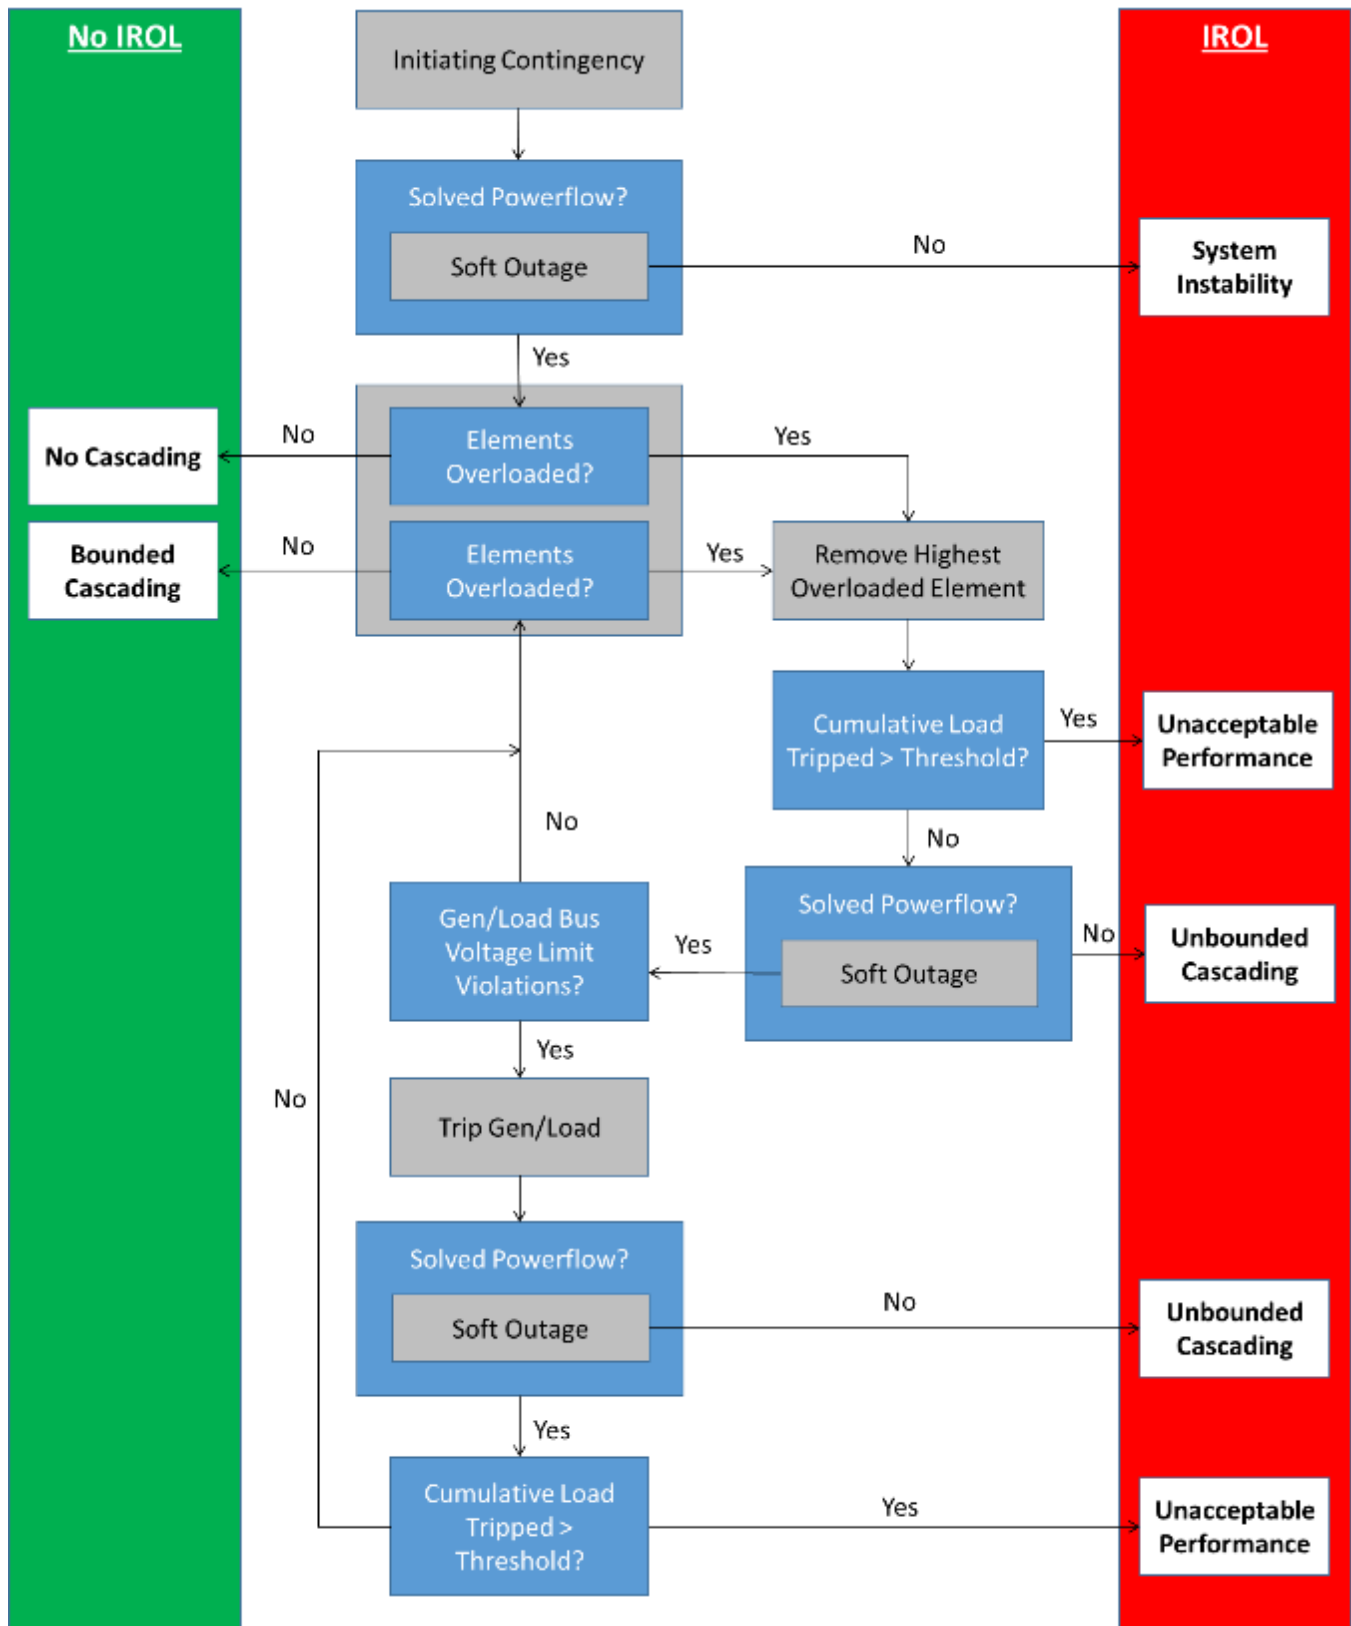 No IROL
IROL
Initiating Contingency
Solved Powerflow?
Soft Outage
No
System
Instability
Yes
No Cascading
No
Elements
Overloaded?
Yes
Bounded
Cascading
No
Elements
Overloaded?
Yes
Remove Highest
Overloaded Element
Cumulative Load
Tripped > Threshold?
Yes
Unacceptable
Performance
No
No
Solved Powerflow?
Soft Outage
No
Unbounded
Cascading
Yes
Gen/Load Bus
Voltage Limit
Violations?
Yes
No
Trip Gen/Load
Solved Powerflow?
Soft Outage
No
Unbounded
Cascading
Yes
Cumulative Load
Tripped >
Threshold?
Yes
Unacceptable
Performance